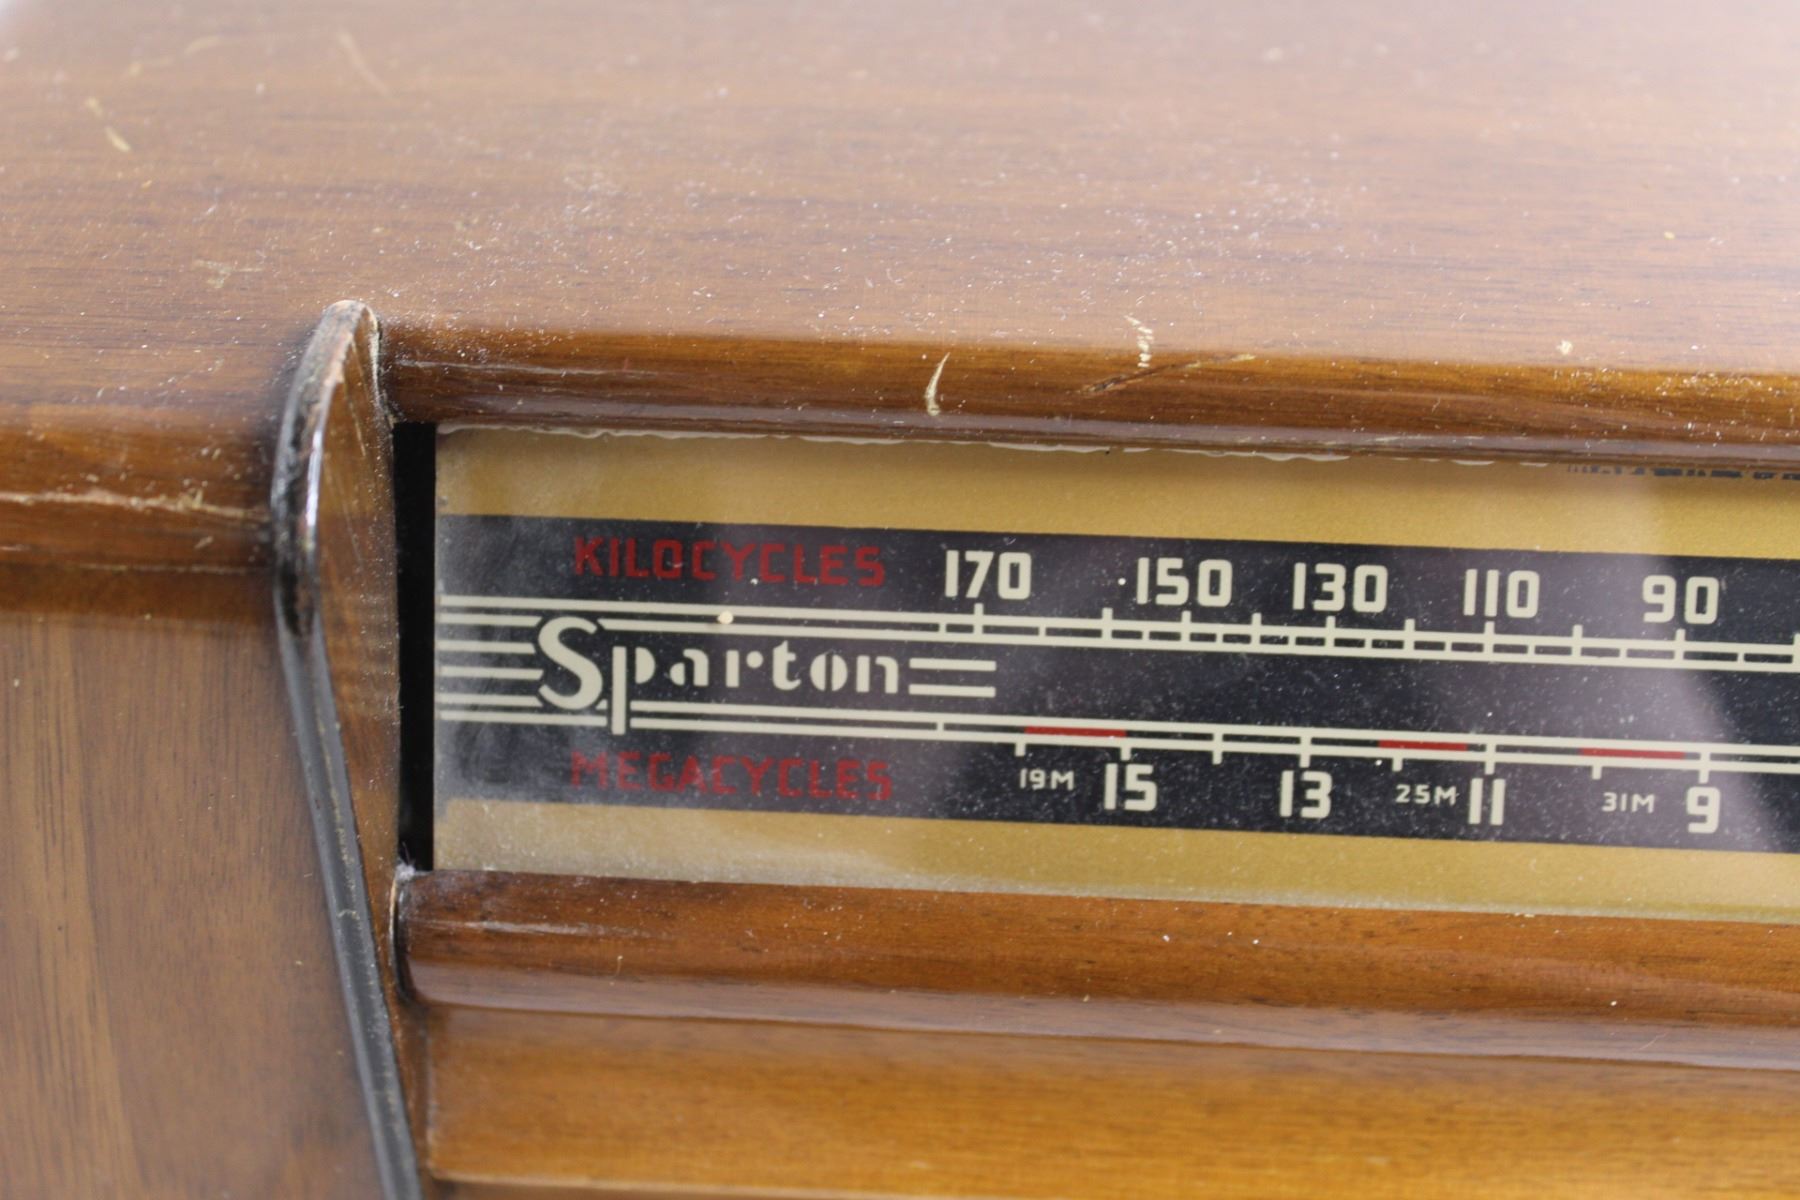 KILOCYCLES 170 150 130 110 90
Sparton
MEGACYCLES 19M 15 13 25M 11 31M 9